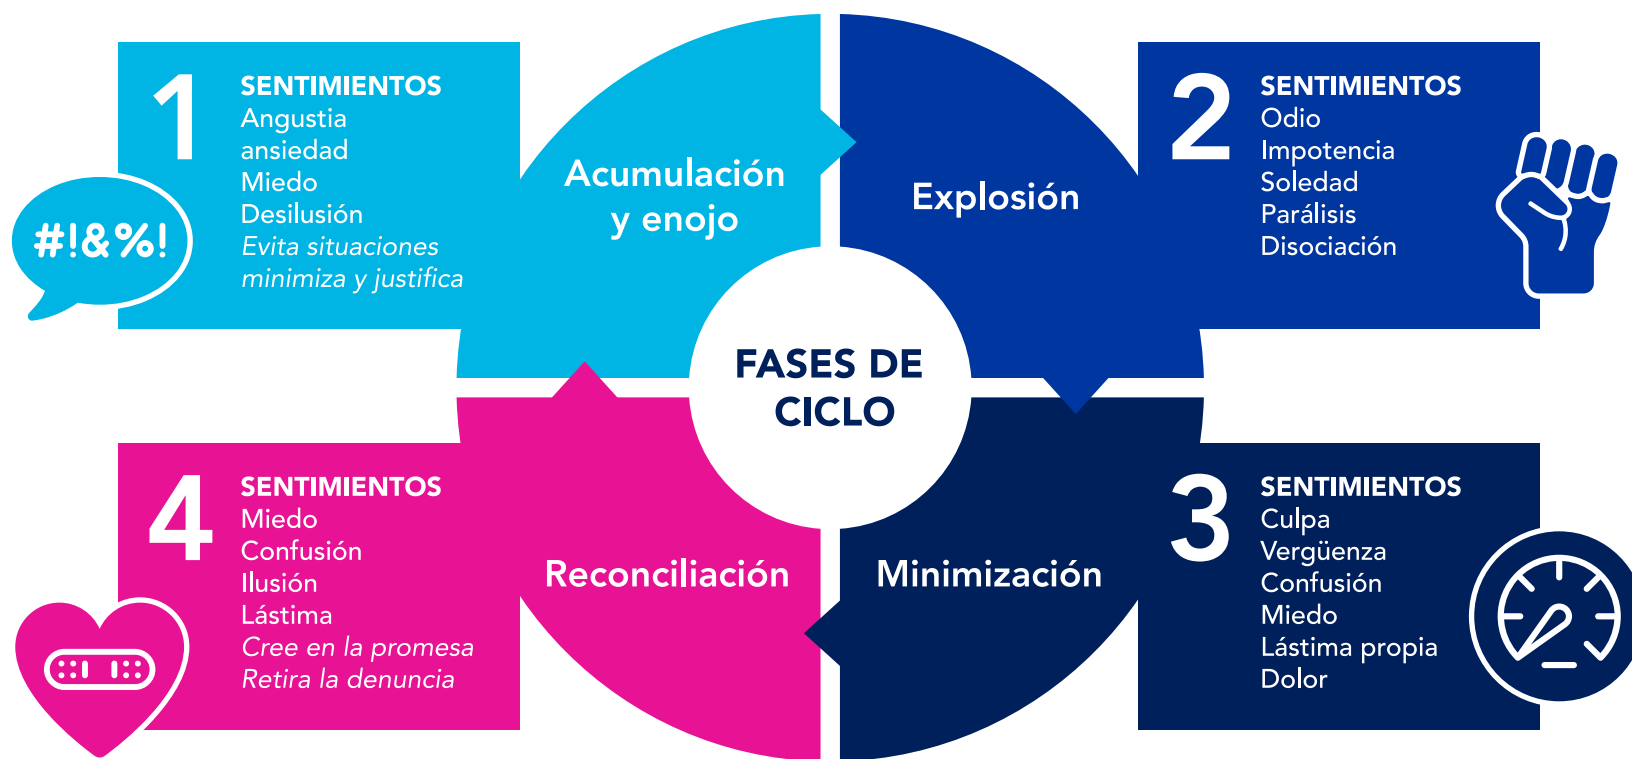 1
SENTIMIENTOS
Angustia
ansiedad
Miedo
Desilusión
Evita situaciones
minimiza y justifica
#!&%!
Acumulación
y enojo
Explosión
2
SENTIMIENTOS
Odio
Impotencia
Soledad
Parálisis
Disociación
FASES DE
CICLO
4
SENTIMIENTOS
Miedo
Confusión
Ilusión
Lástima
Cree en la promesa
Retira la denuncia
Reconciliación
Minimización
3
SENTIMIENTOS
Culpa
Vergüenza
Confusión
Miedo
Lástima propia
Dolor